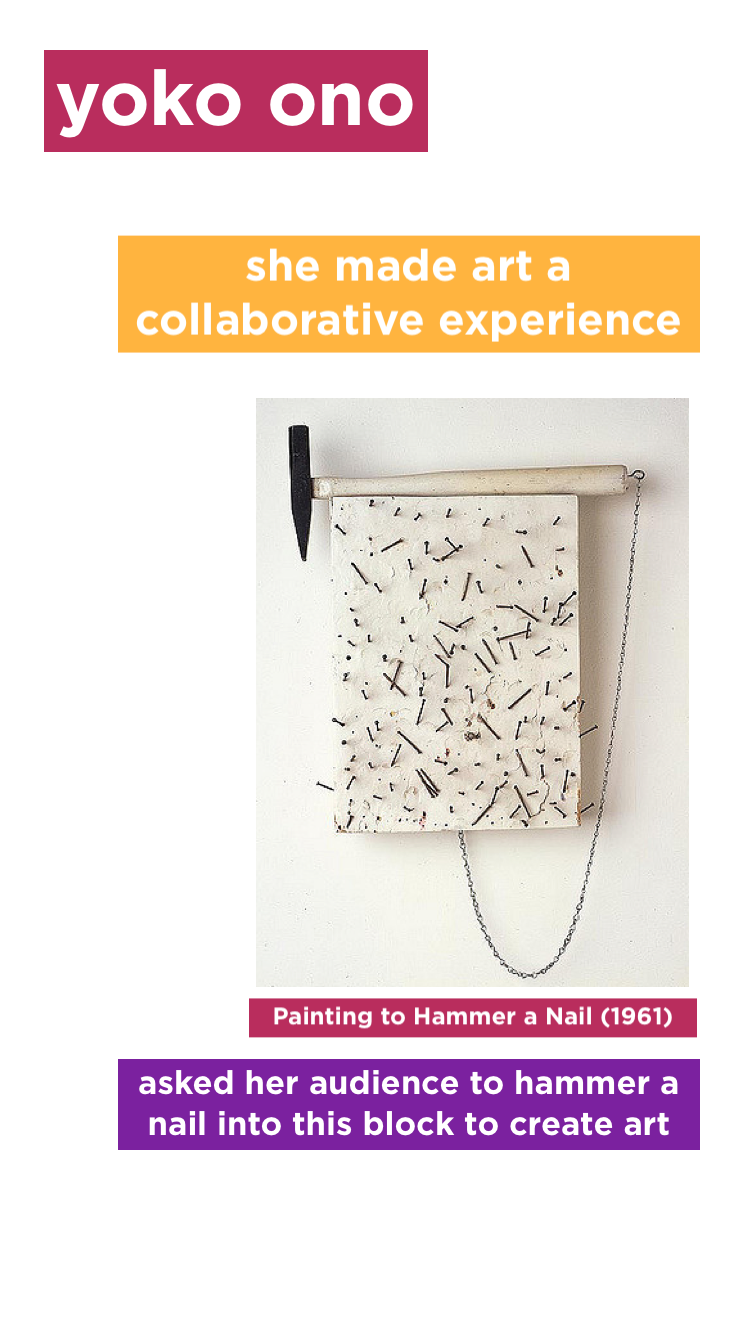 yoko ono
she made art a
collaborative experience
Painting to Hammer a Nail (1961)
asked her audience to hammer a
nail into this block to create art